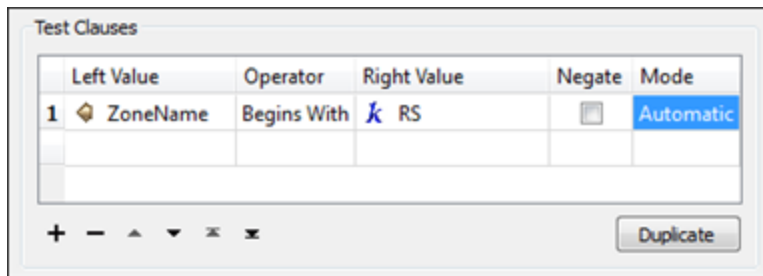 Test Clauses
Left Value Operator Right Value Negate Mode
1 ZoneName Begins With k RS Automatic
Duplicate